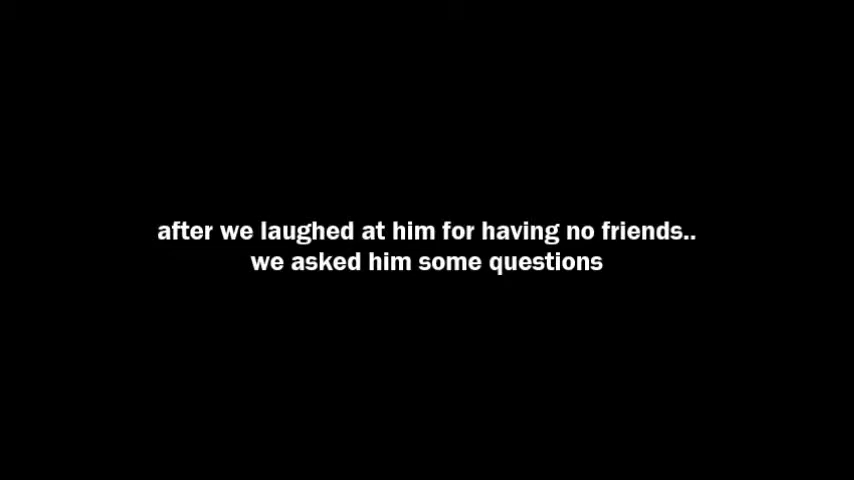 after we laughed at him for having no friends..
we asked him some questions